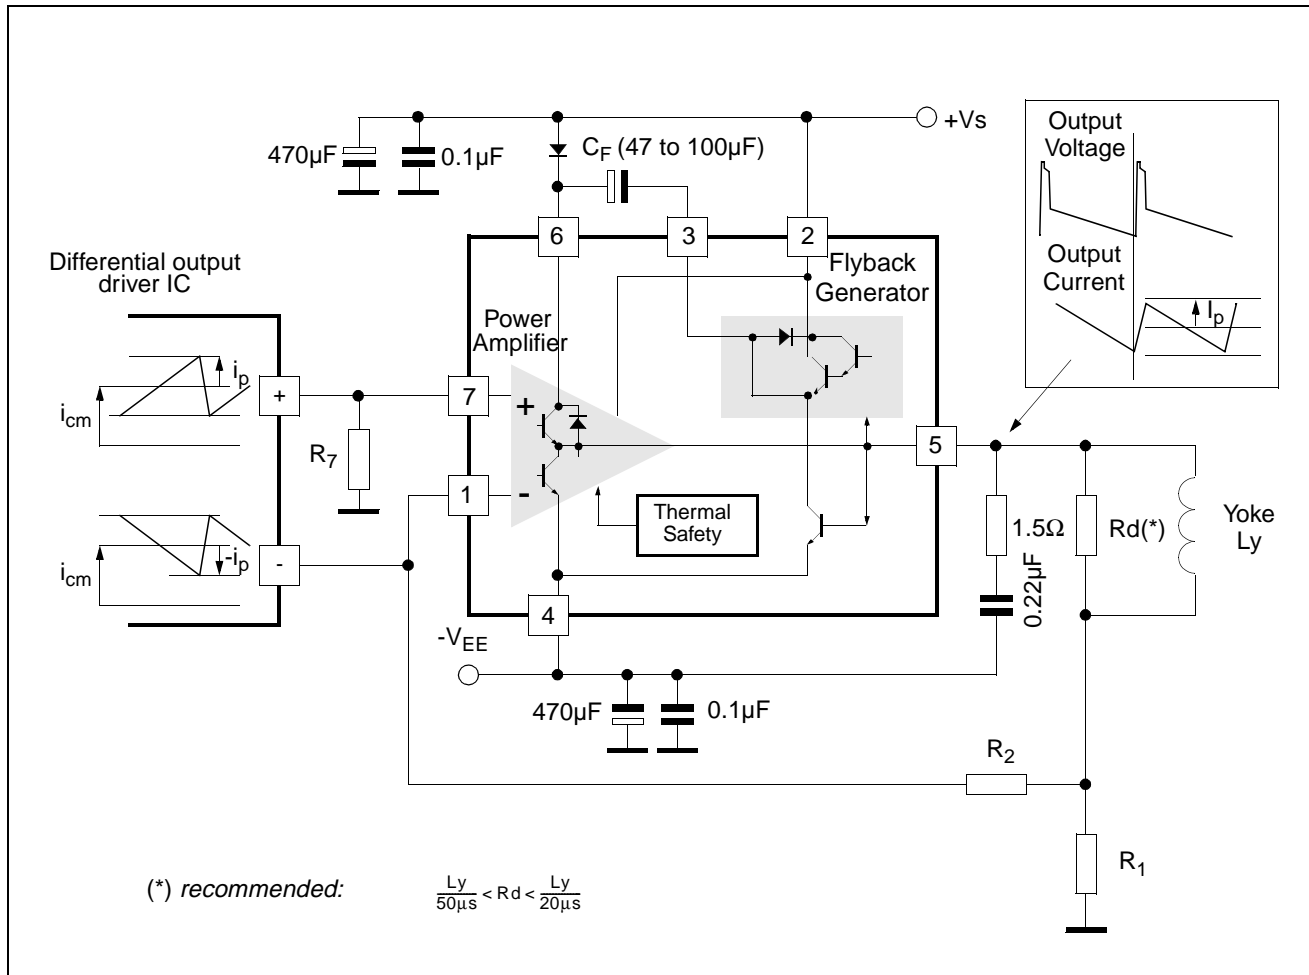 +Vs
470µF
0.1µF
C_F (47 to 100µF)
Output
Voltage
Output
Current
I_p
6
3
2
Differential output
driver IC
Flyback
Generator
Power
Amplifier
i_p
i_cm
+
7
+
R_7
1
-
5
Thermal
Safety
1.5Ω
Rd(*)
Yoke
Ly
-i_p
i_cm
-
0.22µF
4
-V_EE
470µF
0.1µF
R_2
R_1
(*) recommended:
Ly/50µs < Rd < Ly/20µs